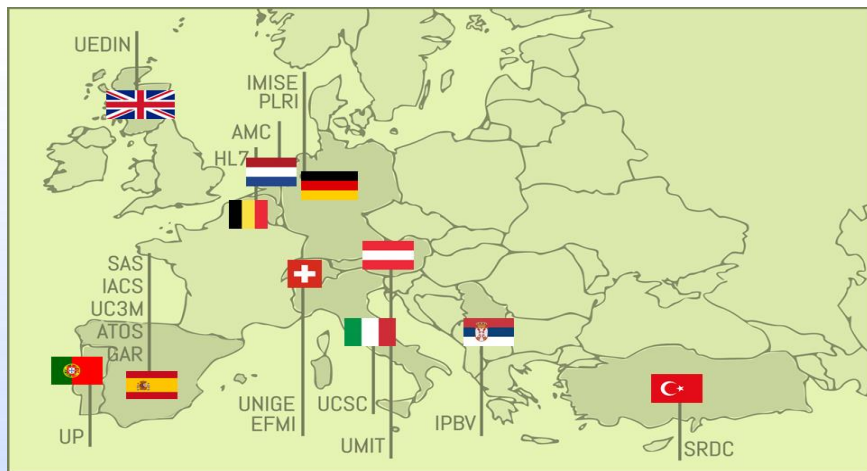 UEDIN
IMISE
PLRI
AMC
HL7
SAS
IACS
UC3M
ATOS
GAR
UP
UNIGE
EFMI
UCSC
UMIT
IPBV
SRDC